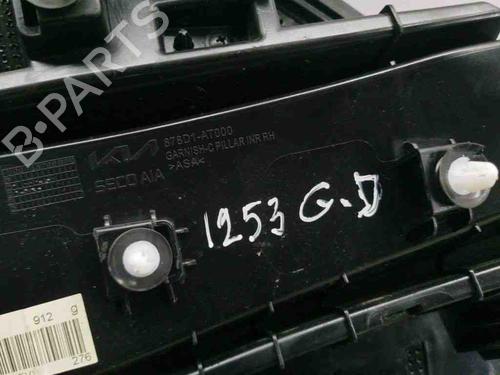 B-PARTS
KIA
878D1-AT000
GARNISH-C PILLAR INR RH
>ASA<
SECO AIA
1253 G.D
912 g
276